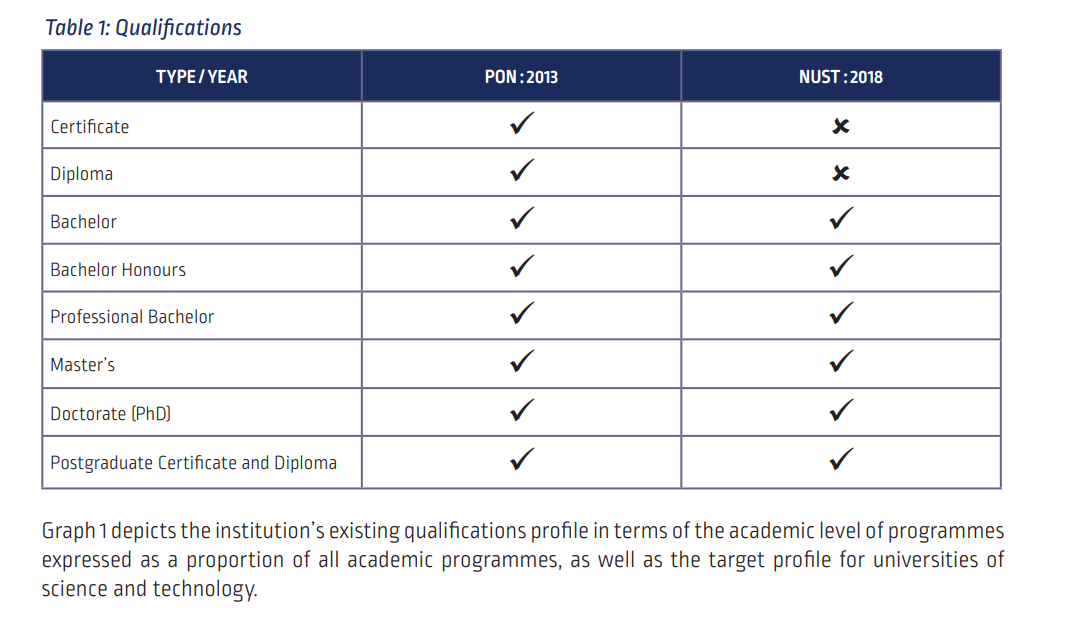 Table 1: Qualifications
TYPE / YEAR PON : 2013 NUST : 2018
Certificate ✓ ✘
Diploma ✓ ✘
Bachelor ✓ ✓
Bachelor Honours ✓ ✓
Professional Bachelor ✓ ✓
Master's ✓ ✓
Doctorate (PhD) ✓ ✓
Postgraduate Certificate and Diploma ✓ ✓
Graph 1 depicts the institution's existing qualifications profile in terms of the academic level of programmes
expressed as a proportion of all academic programmes, as well as the target profile for universities of
science and technology.